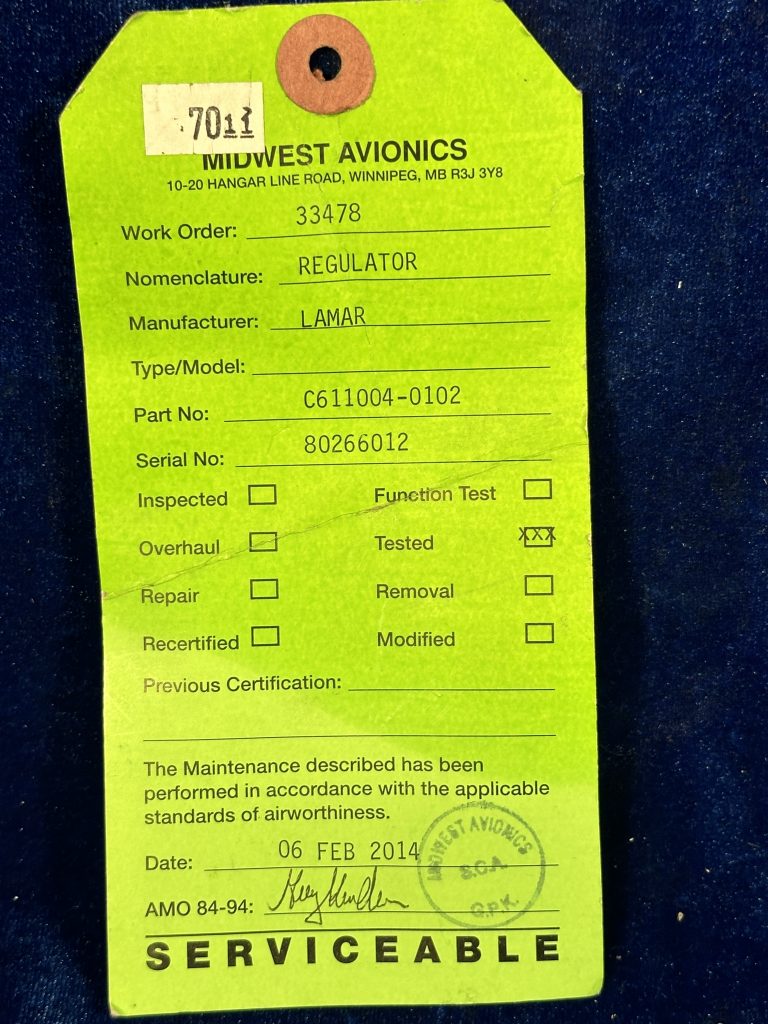 .7011
MIDWEST AVIONICS
10-20 HANGAR LINE ROAD, WINNIPEG, MB R3J 3Y8
Work Order: 33478
Nomenclature: REGULATOR
Manufacturer: LAMAR
Type/Model:
Part No: C611004-0102
Serial No: 80266012
Inspected Function Test
Overhaul Tested XXX
Repair Removal
Recertified Modified
Previous Certification:
The Maintenance described has been
performed in accordance with the applicable
standards of airworthiness.
Date: 06 FEB 2014
MIDWEST AVIONICS
S.C.A.
G.P.K.
AMO 84-94:
SERVICEABLE